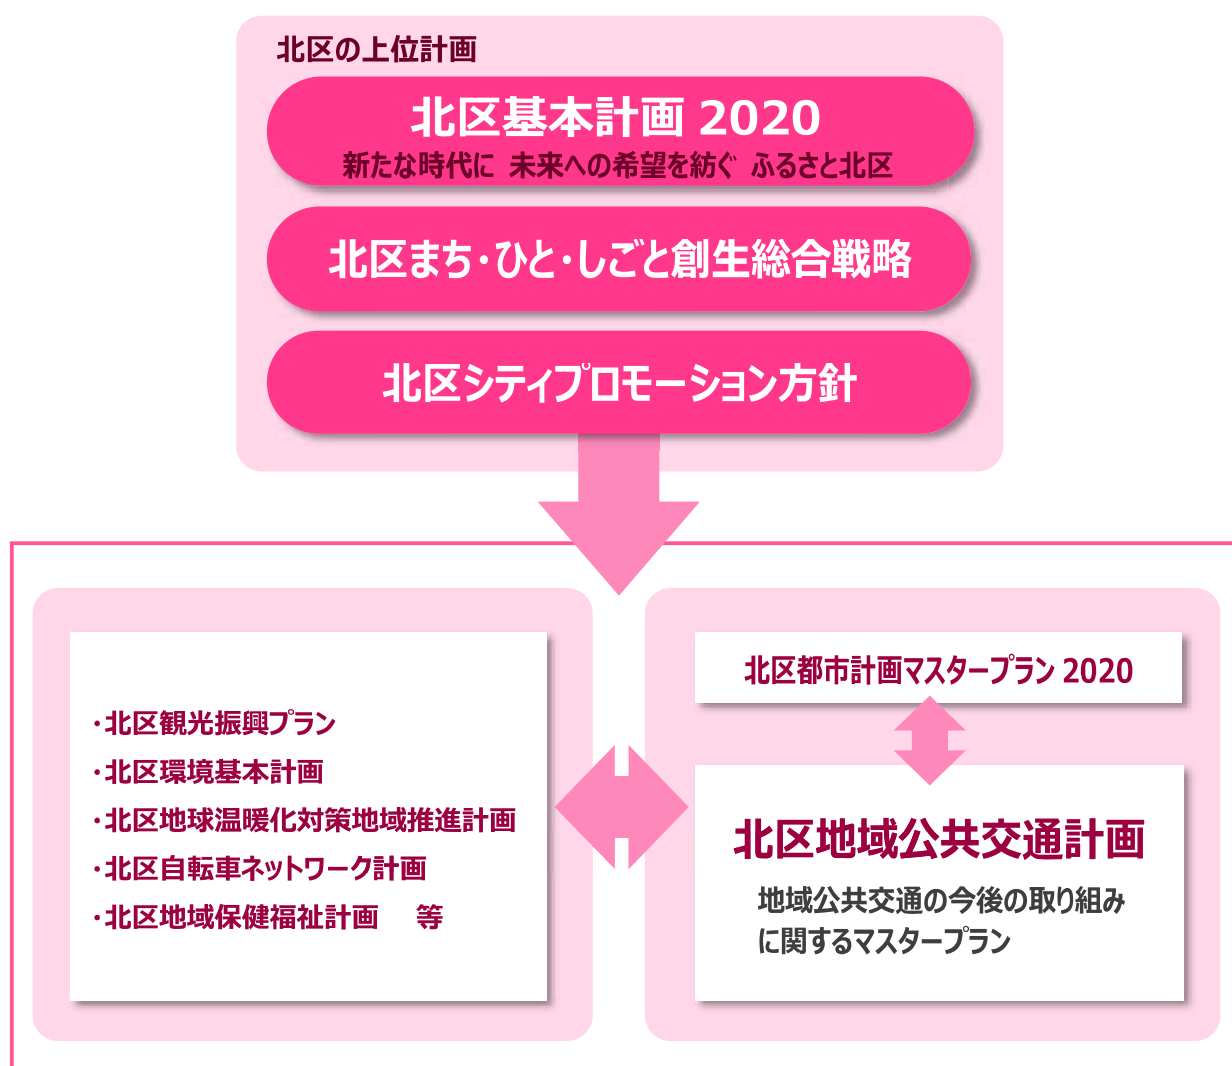 北区の上位計画
北区基本計画 2020
新たな時代に 未来への希望を紡ぐ ふるさと北区
北区まち・ひと・しごと創生総合戦略
北区シティプロモーション方針
・北区観光振興プラン
・北区環境基本計画
・北区地球温暖化対策地域推進計画
・北区自転車ネットワーク計画
・北区地域保健福祉計画 等
北区都市計画マスタープラン 2020
北区地域公共交通計画
地域公共交通の今後の取り組み
に関するマスタープラン